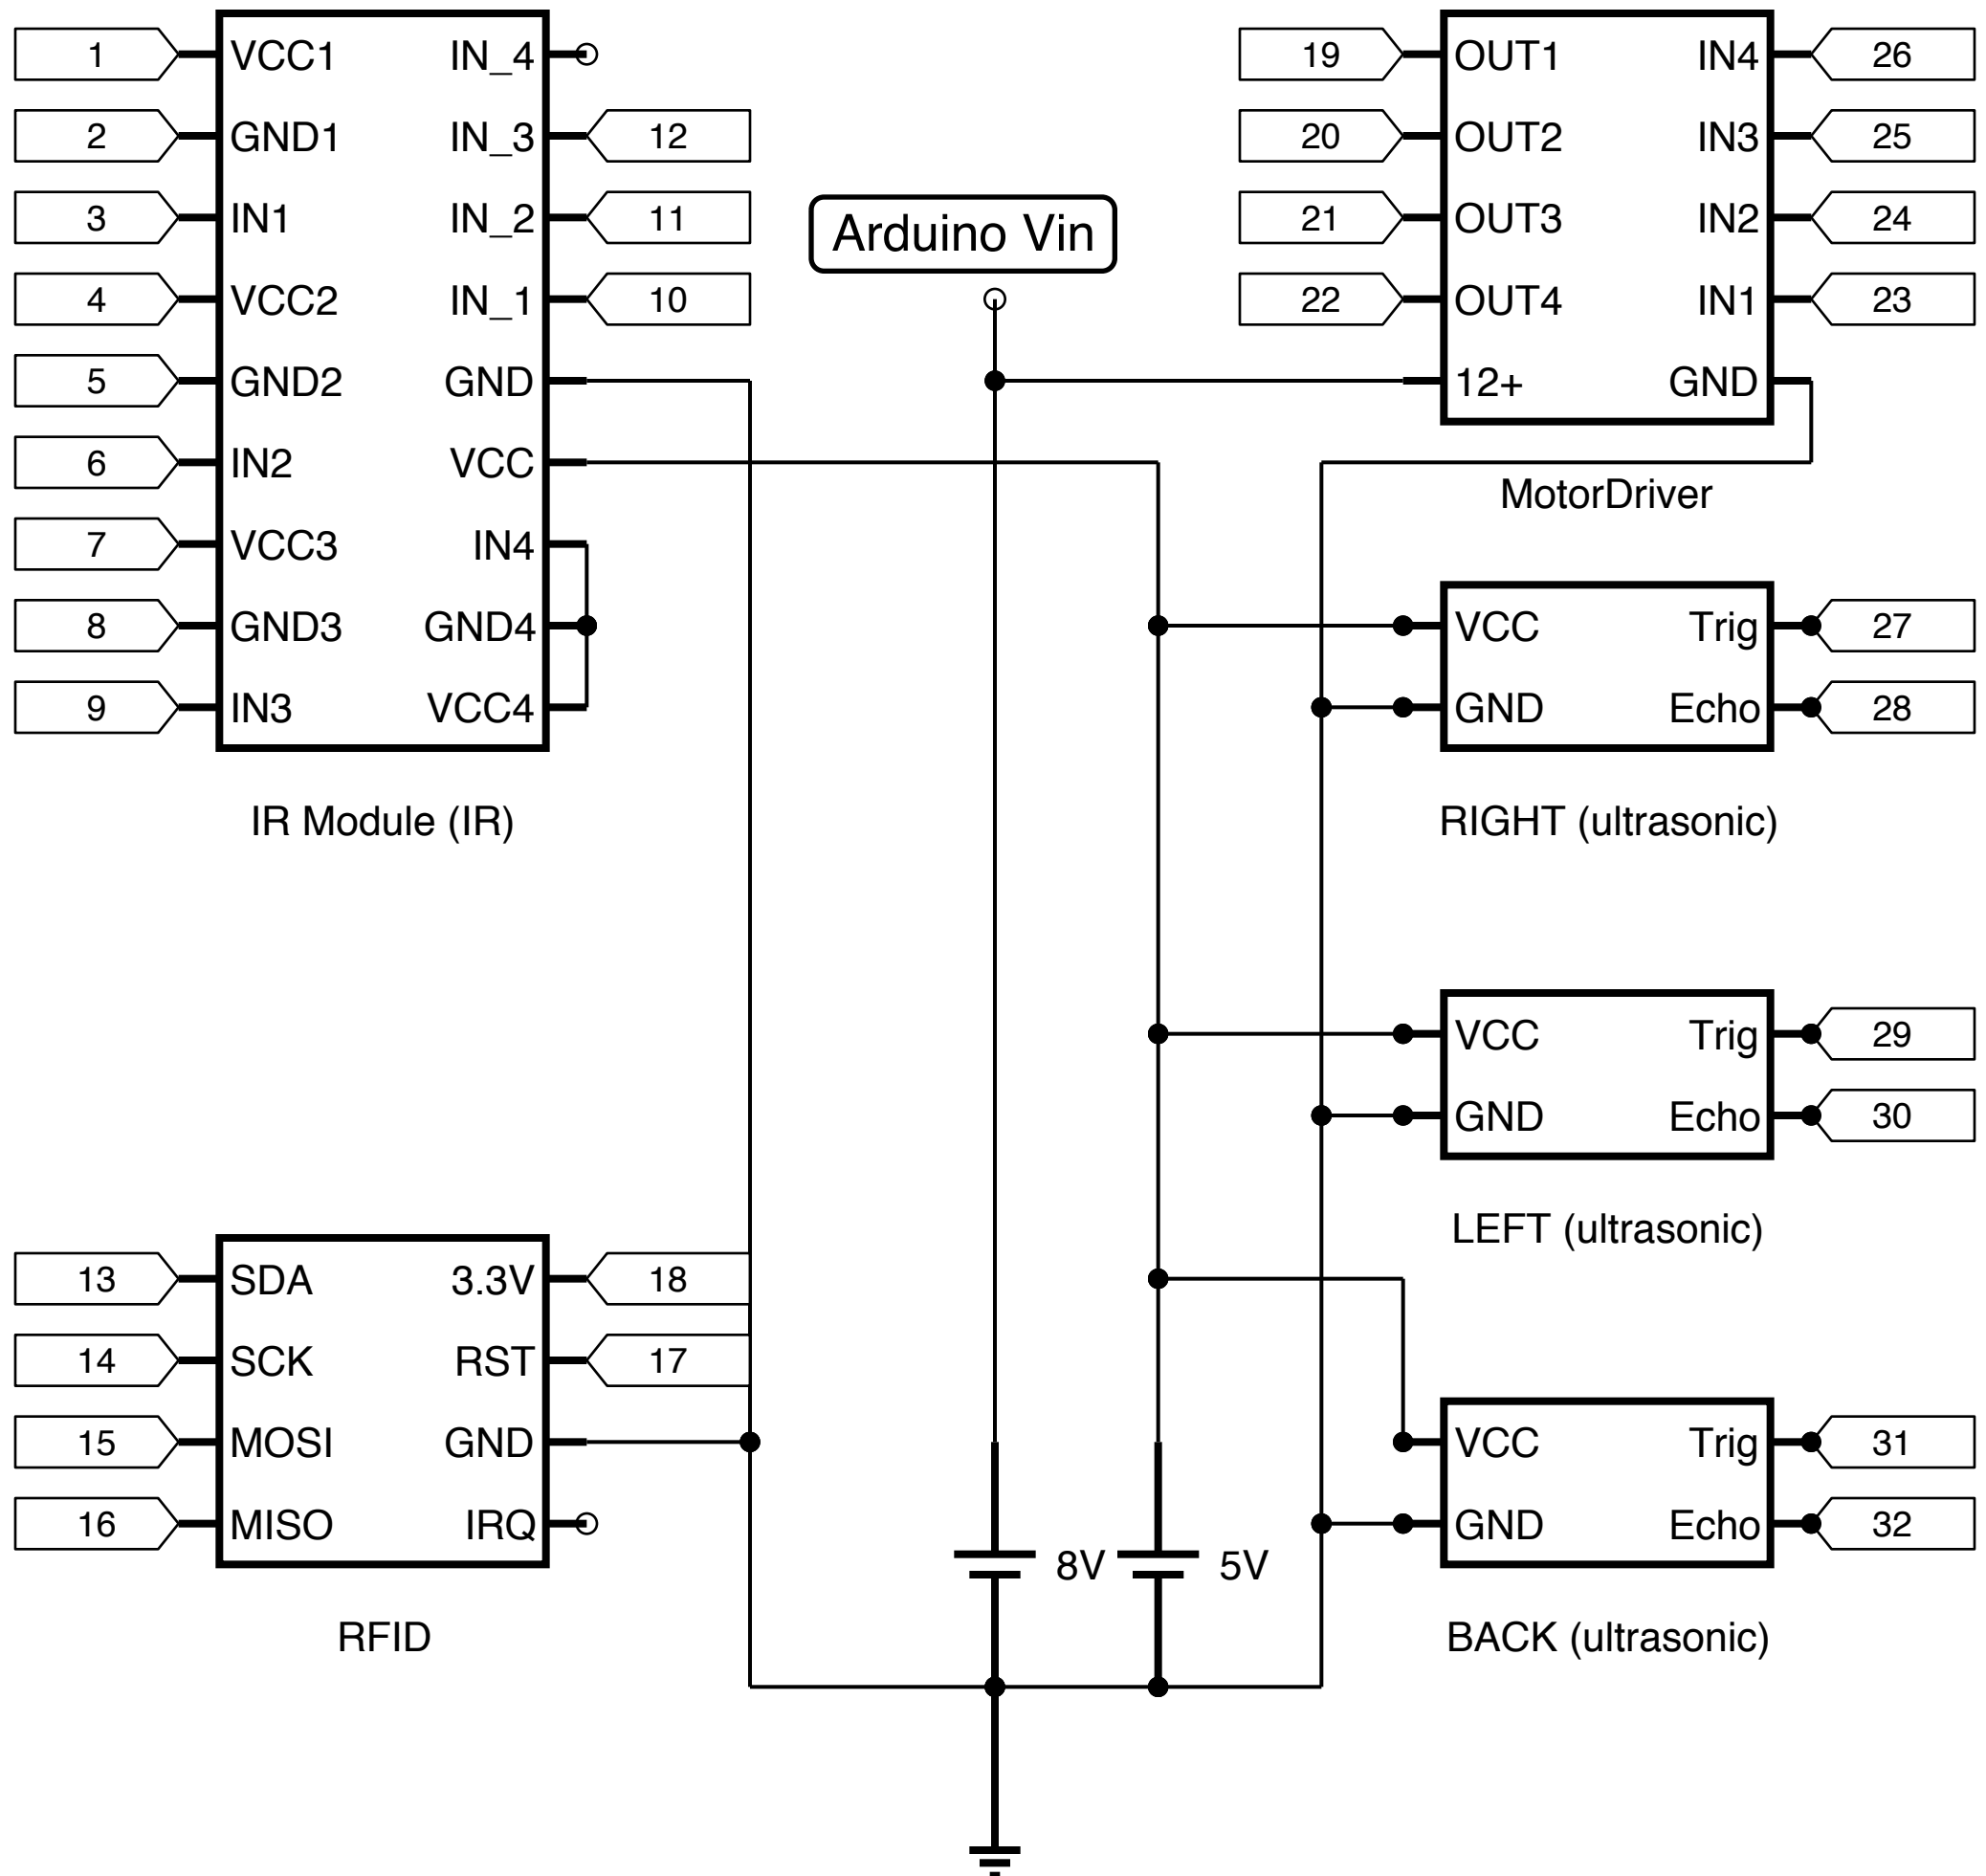 1 VCC1 IN_4
2 GND1 IN_3 12
3 IN1 IN_2 11
4 VCC2 IN_1 10
5 GND2 GND
6 IN2 VCC
7 VCC3 IN4
8 GND3 GND4
9 IN3 VCC4
IR Module (IR)
Arduino Vin
19 OUT1 IN4 26
20 OUT2 IN3 25
21 OUT3 IN2 24
22 OUT4 IN1 23
12+ GND
MotorDriver
VCC Trig 27
GND Echo 28
RIGHT (ultrasonic)
VCC Trig 29
GND Echo 30
LEFT (ultrasonic)
13 SDA 3.3V 18
14 SCK RST 17
15 MOSI GND
16 MISO IRQ
RFID
8V 5V
VCC Trig 31
GND Echo 32
BACK (ultrasonic)